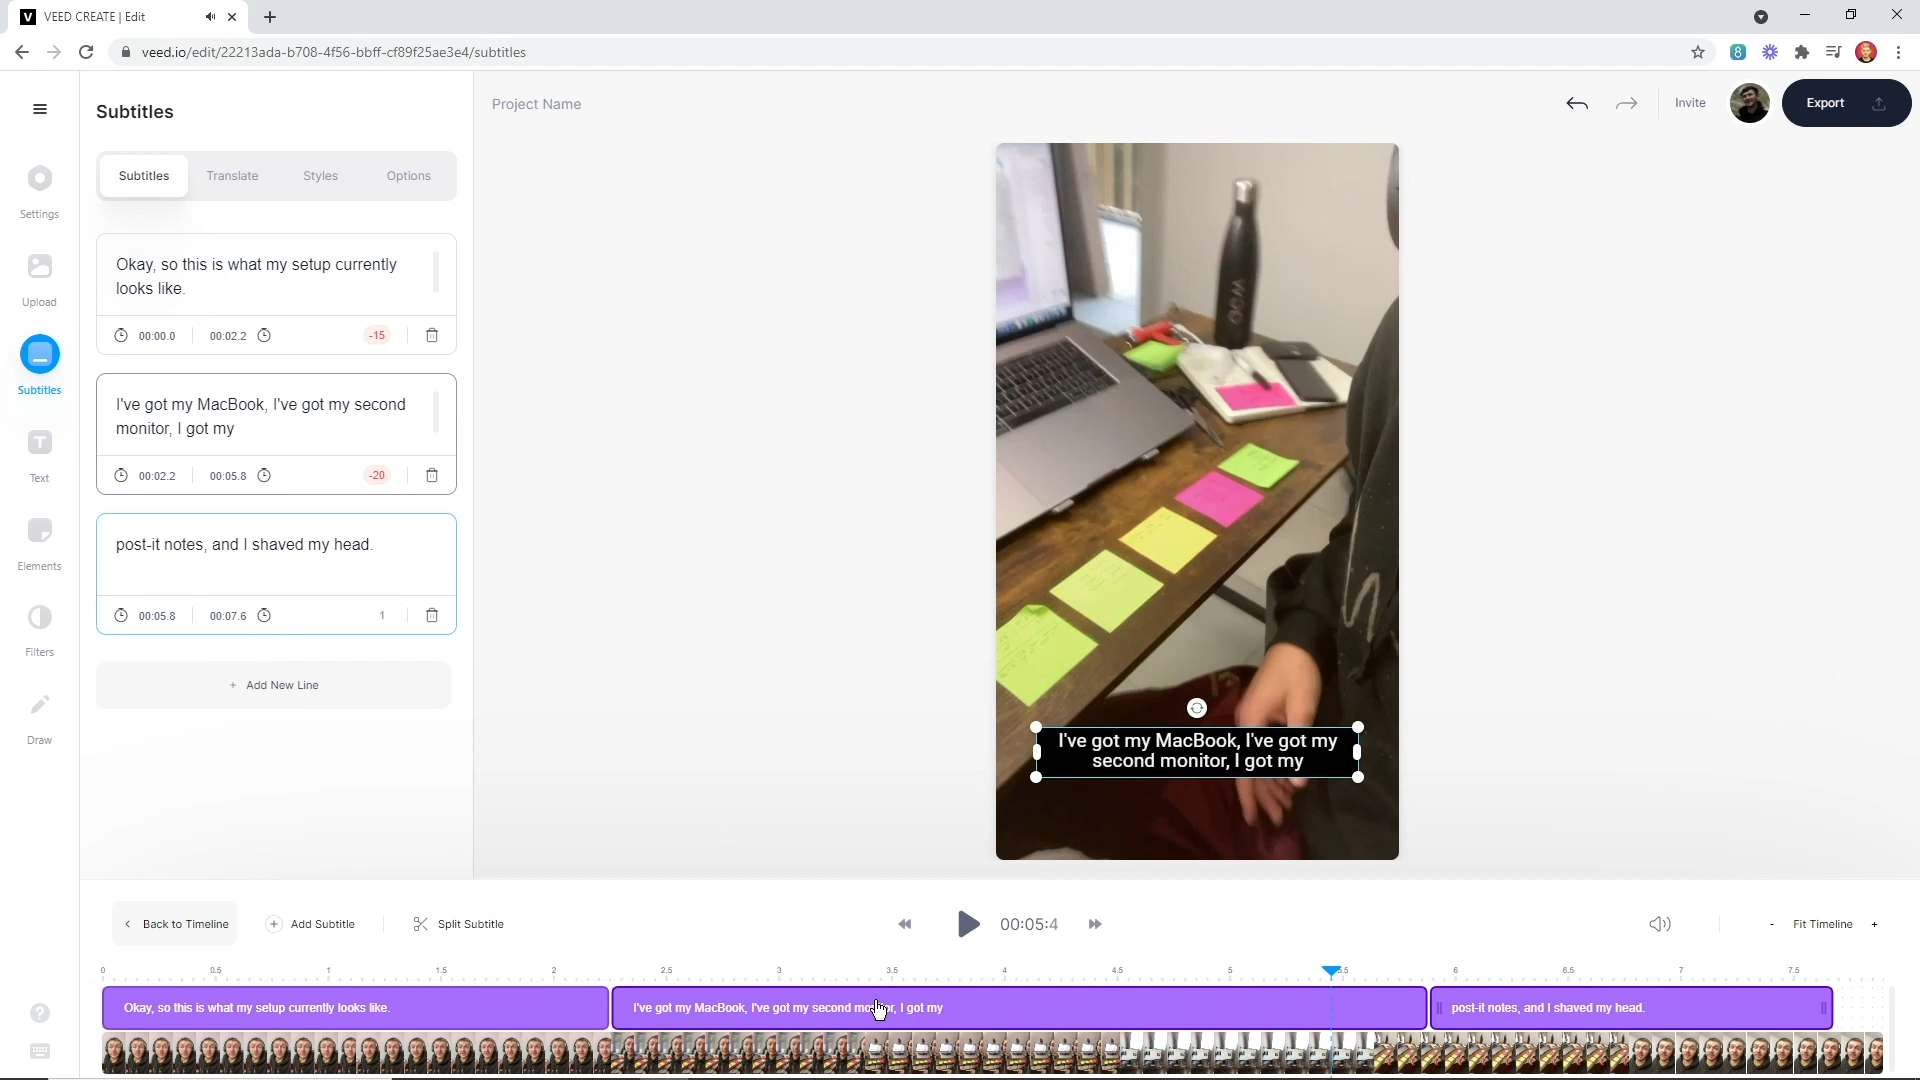 VEED CREATE | Edit
veed.io/edit/22213ada-b708-4f56-bbff-cf89f25ae3e4/subtitles
8
Subtitles
Project Name
Invite
Export
Subtitles
Translate
Styles
Options
Settings
Upload
Subtitles
Text
Elements
Filters
Draw
Okay, so this is what my setup currently
looks like.
00:00.0
00:02.2
-15
I've got my MacBook, I've got my second
monitor, I got my
00:02.2
00:05.8
-20
post-it notes, and I shaved my head.
00:05.8
00:07.6
1
+ Add New Line
I've got my MacBook, I've got my
second monitor, I got my
Back to Timeline
Add Subtitle
Split Subtitle
00:05:4
- Fit Timeline +
0 0.5 1 1.5 2 2.5 3 3.5 4 4.5 5 5.5 6 6.5 7 7.5
Okay, so this is what my setup currently looks like.
I've got my MacBook, I've got my second monitor, I got my
post-it notes, and I shaved my head.